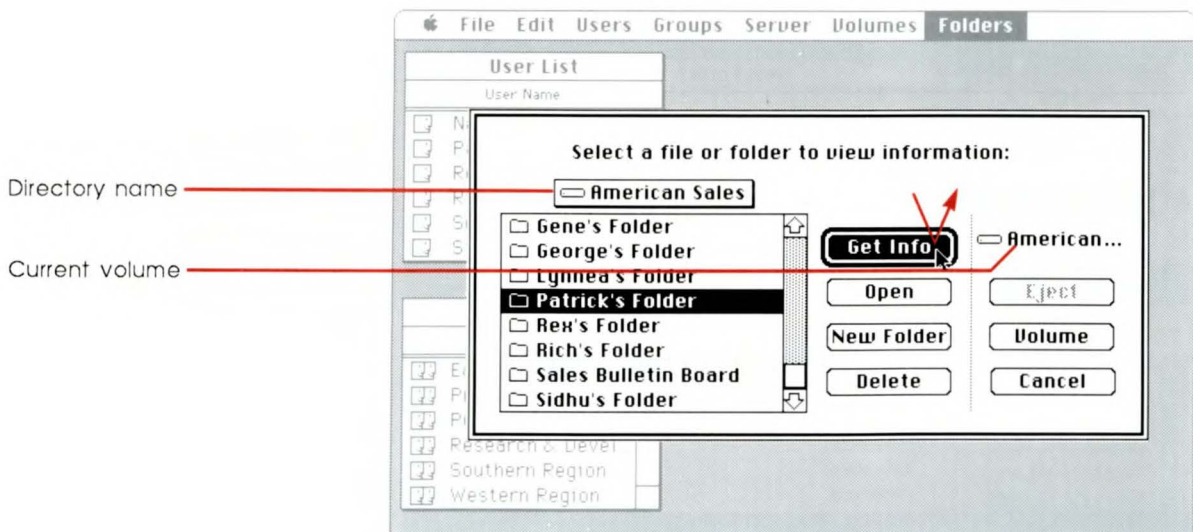 File Edit Users Groups Server Volumes Folders
User List
User Name
Select a file or folder to view information:
Directory name
American Sales
Gene's Folder
George's Folder
Lynnea's Folder
Patrick's Folder
Rex's Folder
Rich's Folder
Sales Bulletin Board
Sidhu's Folder
Get Info
Open
New Folder
Delete
American...
Eject
Volume
Cancel
Current volume
Research & Devel
Southern Region
Western Region